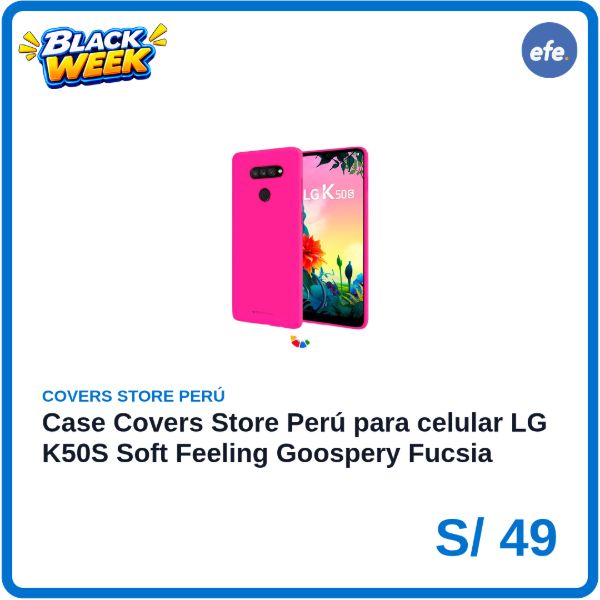 BLACK
WEEK
efe.
LG K50S
COVERS STORE PERÚ
Case Covers Store Perú para celular LG
K50S Soft Feeling Goospery Fucsia
S/ 49